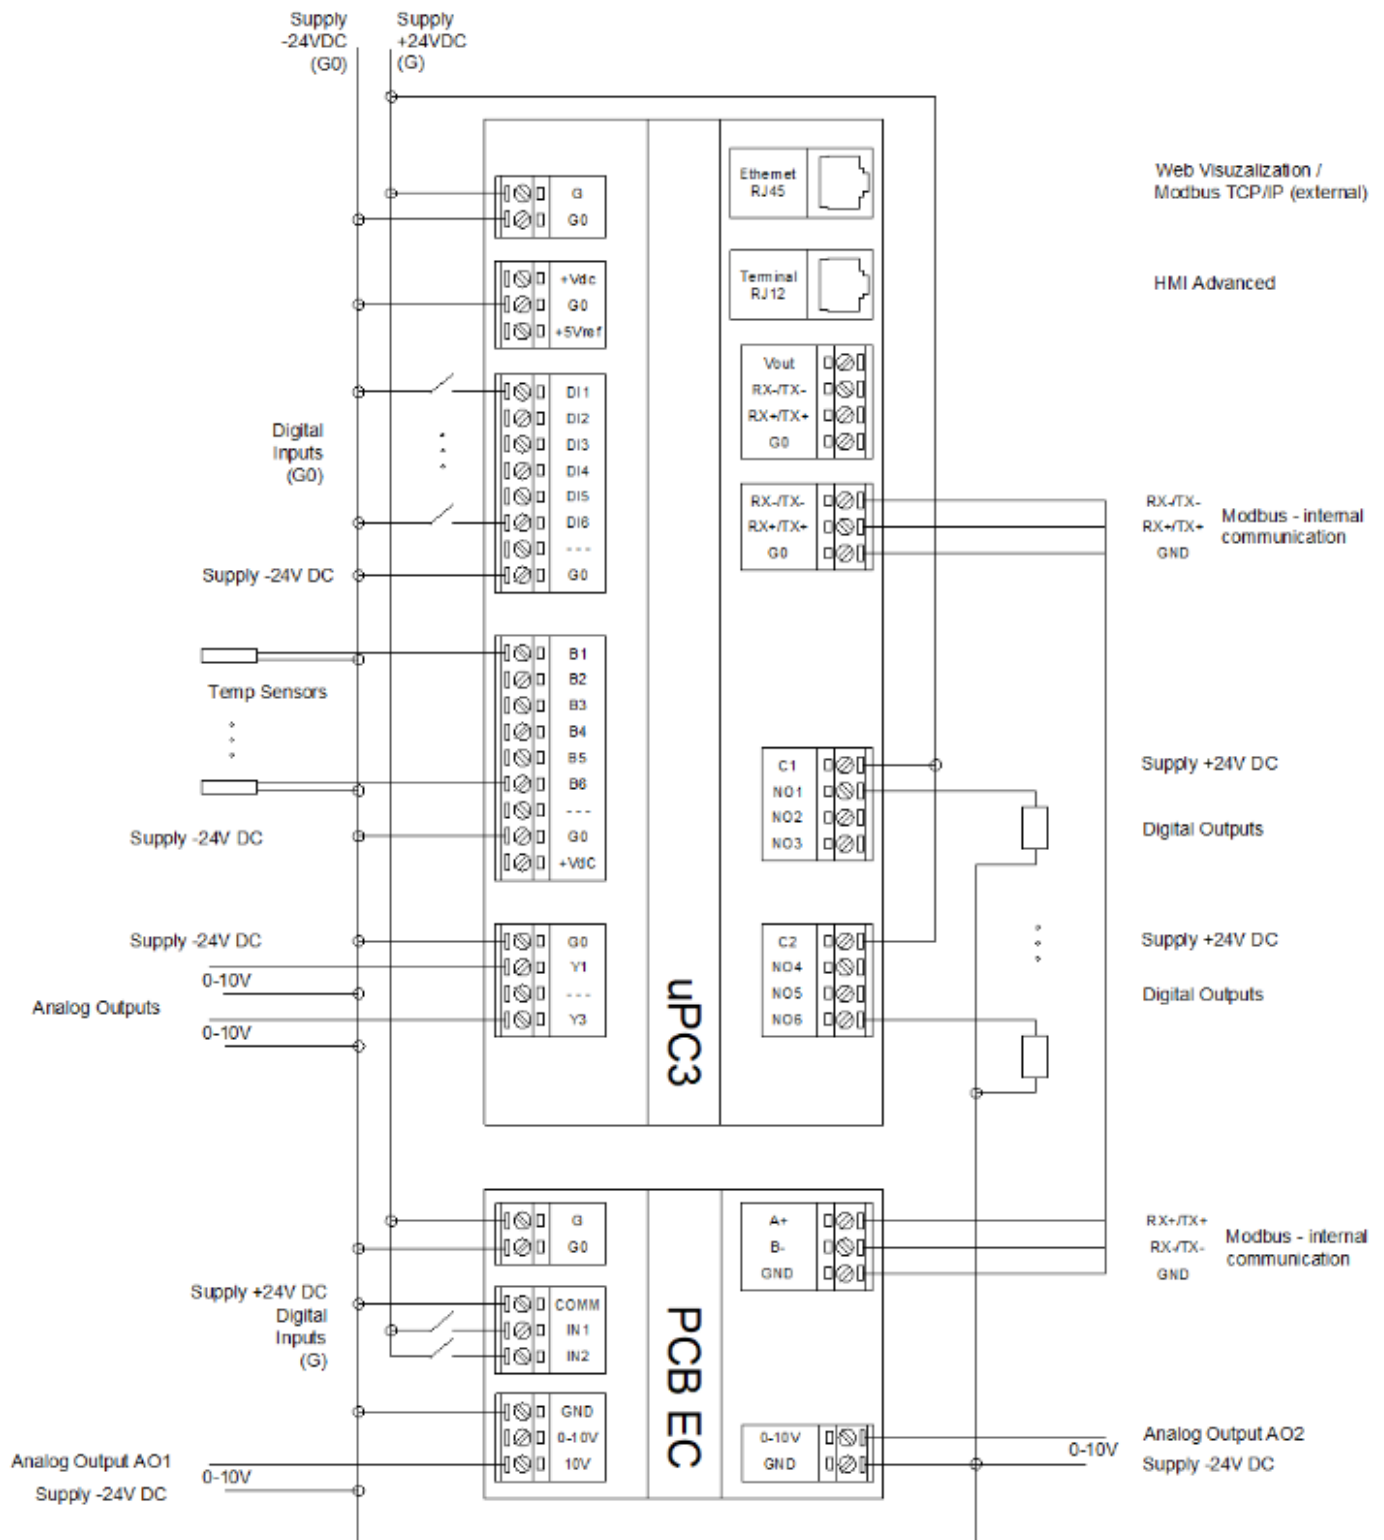 Supply
-24VDC
(G0)
Supply
+24VDC
(G)
G
G0
+Vdc
G0
+5Vref
Digital
Inputs
(G0)
DI1
DI2
DI3
DI4
DI5
DI6
---
G0
Supply -24V DC
Temp Sensors
B1
B2
B3
B4
B5
B6
---
G0
+VdC
Supply -24V DC
Supply -24V DC
0-10V
Analog Outputs
0-10V
G0
Y1
---
Y3
uPC3
Ethernet
RJ45
Web Visuzalization /
Modbus TCP/IP (external)
Terminal
RJ12
HMI Advanced
Vout
RX-/TX-
RX+/TX+
G0
RX-/TX-
RX+/TX+
G0
RX-/TX-
RX+/TX+
GND
Modbus - internal
communication
C1
NO1
NO2
NO3
Supply +24V DC
Digital Outputs
C2
NO4
NO5
NO6
Supply +24V DC
Digital Outputs
G
G0
Supply +24V DC
Digital
Inputs
(G)
COMM
IN1
IN2
GND
0-10V
10V
Analog Output AO1
0-10V
Supply -24V DC
PCB EC
A+
B-
GND
RX+/TX+
RX-/TX-
GND
Modbus - internal
communication
0-10V
GND
0-10V
Analog Output AO2
Supply -24V DC